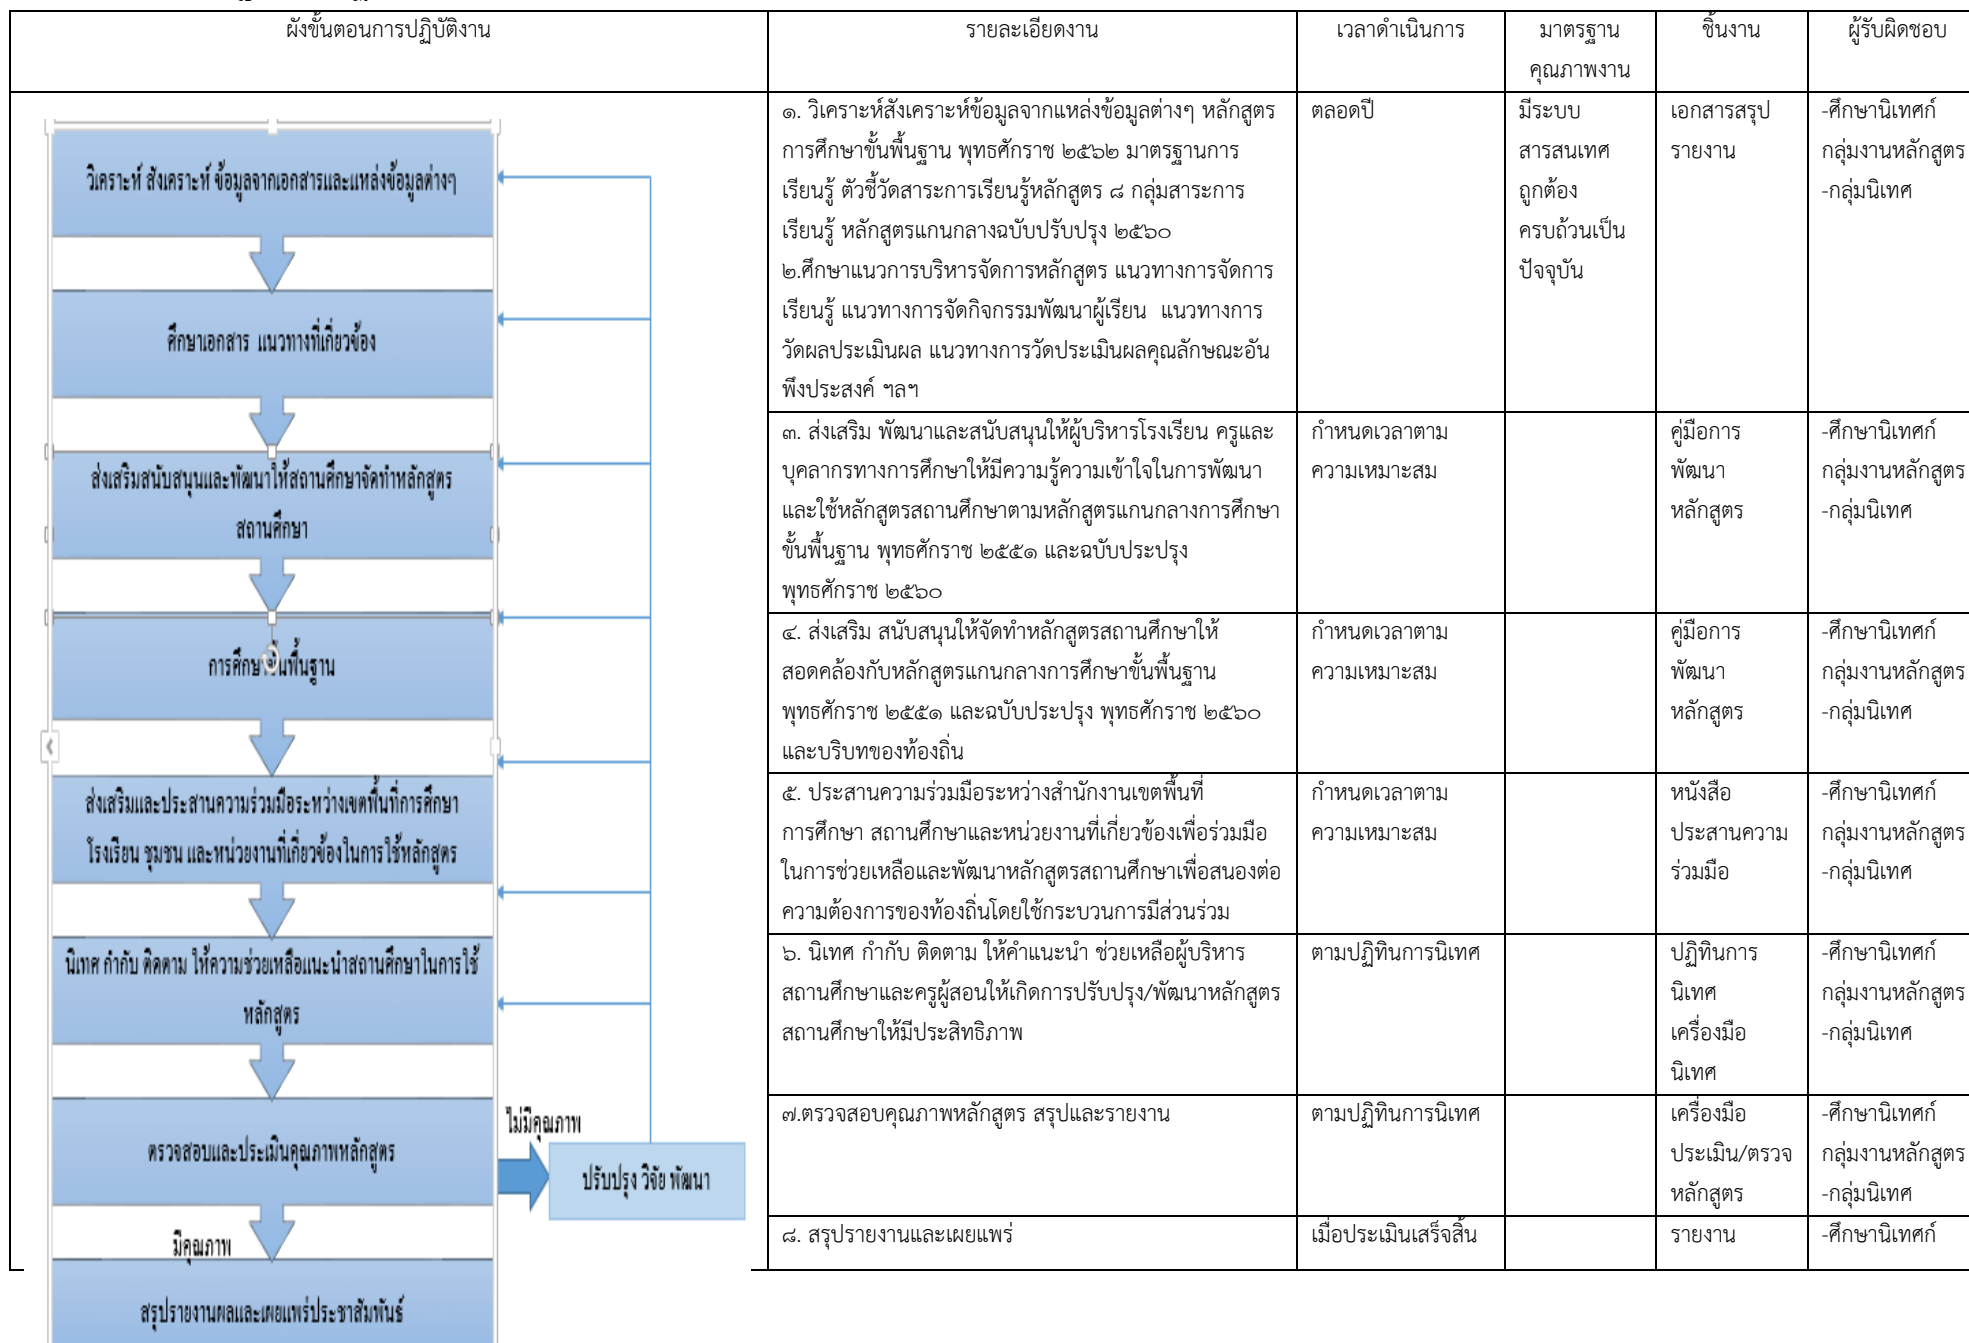 ผังขั้นตอนการปฏิบัติงาน
รายละเอียดงาน
เวลาดำเนินการ
มาตรฐาน
คุณภาพงาน
ชิ้นงาน
ผู้รับผิดชอบ
วิเคราะห์ สังเคราะห์ ข้อมูลจากเอกสารและแหล่งข้อมูลต่างๆ
ศึกษาเอกสาร แนวทางที่เกี่ยวข้อง
ส่งเสริมสนับสนุนและพัฒนาให้สถานศึกษาจัดทำหลักสูตร
สถานศึกษา
การศึกษา
พื้นฐาน
ส่งเสริมและประสานความร่วมมือระหว่างเขตพื้นที่การศึกษา
โรงเรียน ชุมชน และหน่วยงานที่เกี่ยวข้องในการใช้หลักสูตร
นิเทศ กำกับ ติดตาม ให้ความช่วยเหลือแนะนำสถานศึกษาในการใช้
หลักสูตร
ตรวจสอบและประเมินคุณภาพหลักสูตร
ไม่มีคุณภาพ
ปรับปรุง วิจัย พัฒนา
มีคุณภาพ
สรุปรายงานผลและเผยแพร่ประชาสัมพันธ์
๑. วิเคราะห์สังเคราะห์ข้อมูลจากแหล่งข้อมูลต่างๆ หลักสูตร
การศึกษาขั้นพื้นฐาน พุทธศักราช ๒๕๖๒ มาตรฐานการ
เรียนรู้ ตัวชี้วัดสาระการเรียนรู้หลักสูตร ๘ กลุ่มสาระการ
เรียนรู้ หลักสูตรแกนกลางฉบับปรับปรุง ๒๕๖๐
๒.ศึกษาแนวการบริหารจัดการหลักสูตร แนวทางการจัดการ
เรียนรู้ แนวทางการจัดกิจกรรมพัฒนาผู้เรียน แนวทางการ
วัดผลประเมินผล แนวทางการวัดประเมินผลคุณลักษณะอัน
พึงประสงค์ ฯลฯ
ตลอดปี
มีระบบ
สารสนเทศ
ถูกต้อง
ครบถ้วนเป็น
ปัจจุบัน
เอกสารสรุป
รายงาน
-ศึกษานิเทศก์
กลุ่มงานหลักสูตร
-กลุ่มนิเทศ
๓. ส่งเสริม พัฒนาและสนับสนุนให้ผู้บริหารโรงเรียน ครูและ
บุคลากรทางการศึกษาให้มีความรู้ความเข้าใจในการพัฒนา
และใช้หลักสูตรสถานศึกษาตามหลักสูตรแกนกลางการศึกษา
ขั้นพื้นฐาน พุทธศักราช ๒๕๕๑ และฉบับประปรุง
พุทธศักราช ๒๕๖๐
กำหนดเวลาตาม
ความเหมาะสม
คู่มือการ
พัฒนา
หลักสูตร
-ศึกษานิเทศก์
กลุ่มงานหลักสูตร
-กลุ่มนิเทศ
๔. ส่งเสริม สนับสนุนให้จัดทำหลักสูตรสถานศึกษาให้
สอดคล้องกับหลักสูตรแกนกลางการศึกษาขั้นพื้นฐาน
พุทธศักราช ๒๕๕๑ และฉบับประปรุง พุทธศักราช ๒๕๖๐
และบริบทของท้องถิ่น
กำหนดเวลาตาม
ความเหมาะสม
คู่มือการ
พัฒนา
หลักสูตร
-ศึกษานิเทศก์
กลุ่มงานหลักสูตร
-กลุ่มนิเทศ
๕. ประสานความร่วมมือระหว่างสำนักงานเขตพื้นที่
การศึกษา สถานศึกษาและหน่วยงานที่เกี่ยวข้องเพื่อร่วมมือ
ในการช่วยเหลือและพัฒนาหลักสูตรสถานศึกษาเพื่อสนองต่อ
ความต้องการของท้องถิ่นโดยใช้กระบวนการมีส่วนร่วม
กำหนดเวลาตาม
ความเหมาะสม
หนังสือ
ประสานความ
ร่วมมือ
-ศึกษานิเทศก์
กลุ่มงานหลักสูตร
-กลุ่มนิเทศ
๖. นิเทศ กำกับ ติดตาม ให้คำแนะนำ ช่วยเหลือผู้บริหาร
สถานศึกษาและครูผู้สอนให้เกิดการปรับปรุง/พัฒนาหลักสูตร
สถานศึกษาให้มีประสิทธิภาพ
ตามปฏิทินการนิเทศ
ปฏิทินการ
นิเทศ
เครื่องมือ
นิเทศ
-ศึกษานิเทศก์
กลุ่มงานหลักสูตร
-กลุ่มนิเทศ
๗.ตรวจสอบคุณภาพหลักสูตร สรุปและรายงาน
ตามปฏิทินการนิเทศ
เครื่องมือ
ประเมิน/ตรวจ
หลักสูตร
-ศึกษานิเทศก์
กลุ่มงานหลักสูตร
-กลุ่มนิเทศ
๘. สรุปรายงานและเผยแพร่
เมื่อประเมินเสร็จสิ้น
รายงาน
-ศึกษานิเทศก์